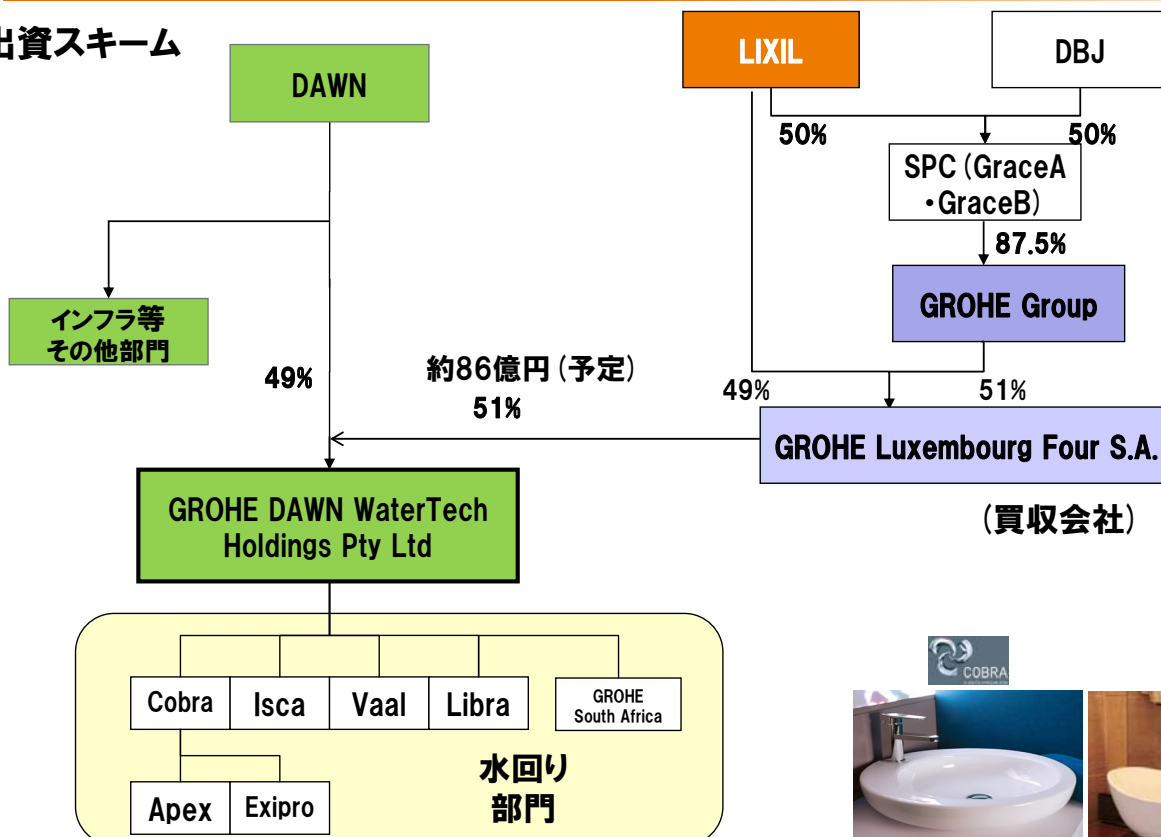 出資スキーム
DAWN
LIXIL
DBJ
50%
50%
SPC（GraceA
・GraceB）
87.5%
GROHE Group
インフラ等
その他部門
49%
約86億円（予定）
51%
49%
51%
GROHE Luxembourg Four S.A.
（買収会社）
GROHE DAWN WaterTech
Holdings Pty Ltd
Cobra
Isca
Vaal
Libra
GROHE
South Africa
Apex
Exipro
水回り
部門
COBRA